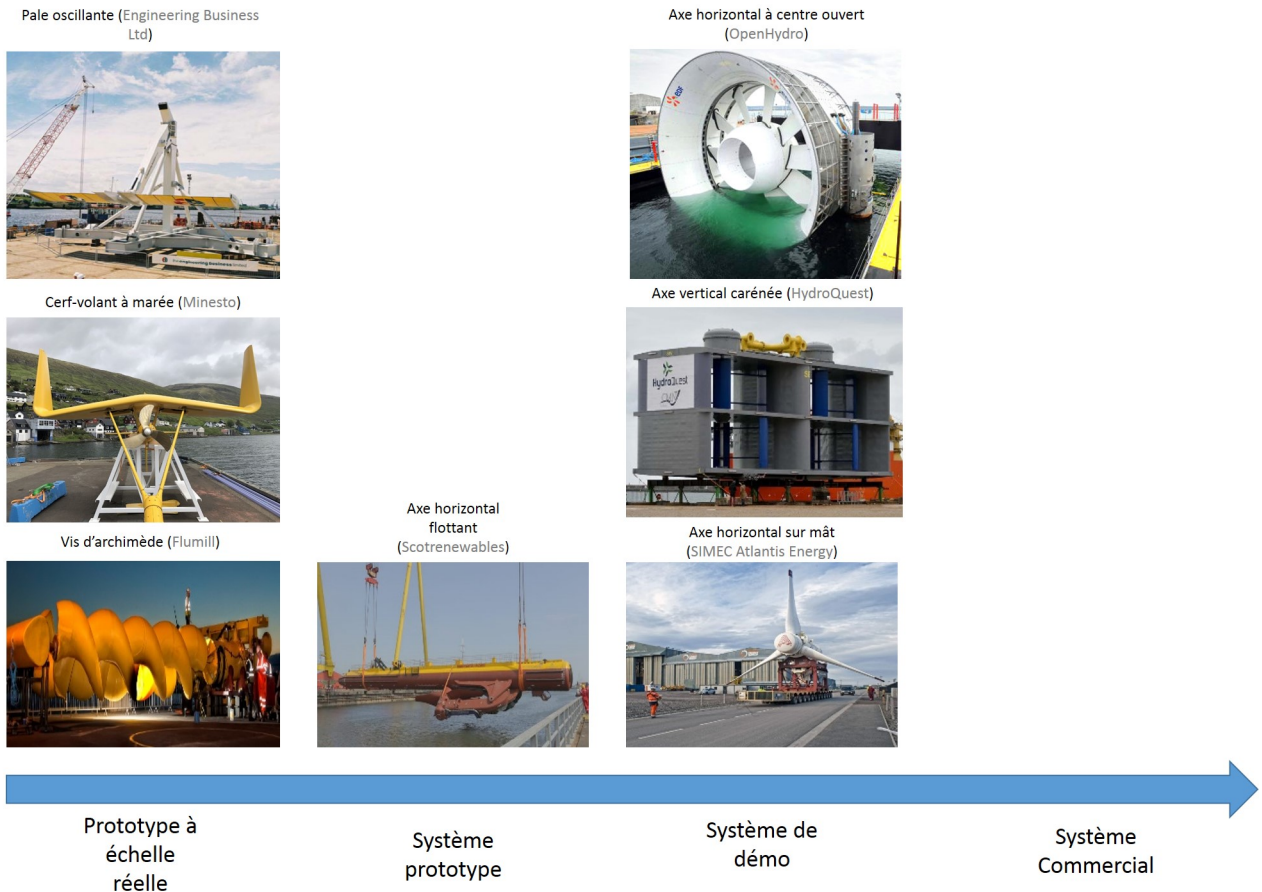 Pale oscillante (Engineering Business
Ltd)
Axe horizontal à centre ouvert
(OpenHydro)
edf
Cerf-volant à marée (Minesto)
Axe vertical carénée (HydroQuest)
HydroQuest
Vis d’archimède (Flumill)
Axe horizontal
flottant
(Scotrenewables)
Axe horizontal sur mât
(SIMEC Atlantis Energy)
Prototype à
échelle
réelle
Système
prototype
Système de
démo
Système
Commercial